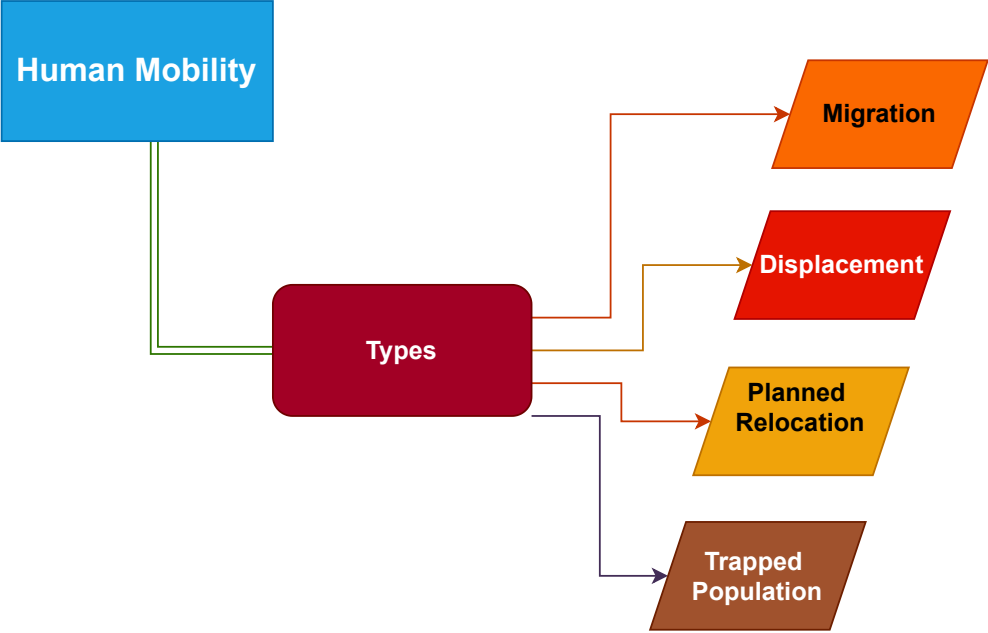 Human Mobility
Migration
Displacement
Types
Planned
Relocation
Trapped
Population